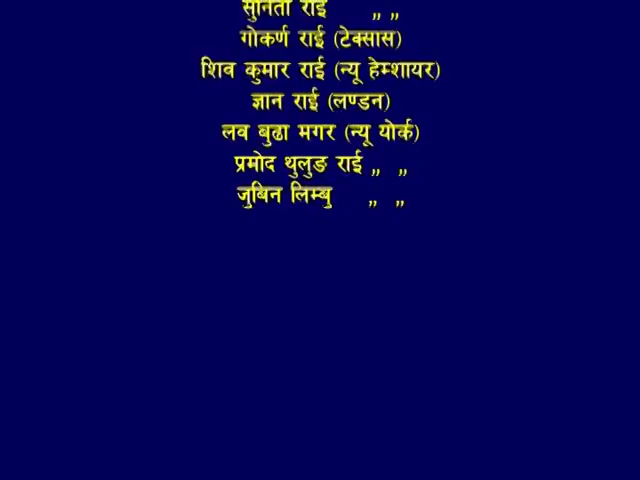 सुनिता राई ,, ,,
गोकर्ण राई (टेक्सास)
शिव कुमार राई (न्यू हेम्शायर)
ज्ञान राई (लण्डन)
लव बुढा मगर (न्यू योर्क)
प्रमोद थुलुङ राई ,, ,,
जुबिन लिम्बु ,, ,,